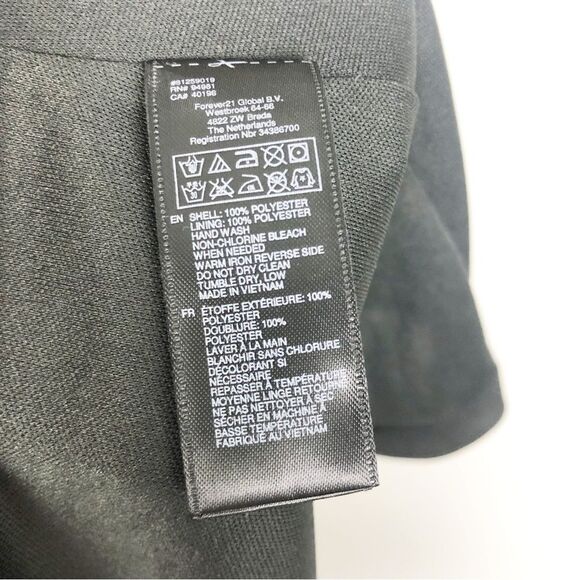 #81259019
RN# 94981
CA# 40196
Forever21 Global B.V.
Westbroek 64-66
4822 ZW Breda
The Netherlands
Registration Nbr 34386700
EN SHELL: 100% POLYESTER
LINING: 100% POLYESTER
HAND WASH
NON-CHLORINE BLEACH
WHEN NEEDED
WARM IRON REVERSE SIDE
DO NOT DRY CLEAN
TUMBLE DRY, LOW
MADE IN VIETNAM
FR ÉTOFFE EXTÉRIEURE: 100%
POLYESTER
DOUBLURE: 100%
POLYESTER
LAVER À LA MAIN
BLANCHIR SANS CHLORURE
DÉCOLORANT SI
NÉCESSAIRE
REPASSER À TEMPÉRATURE
MOYENNE LINGE RETOURNE
NE PAS NETTOYER À SEC
SÉCHER EN MACHINE À
BASSE TEMPÉRATURE
FABRIQUÉ AU VIETNAM